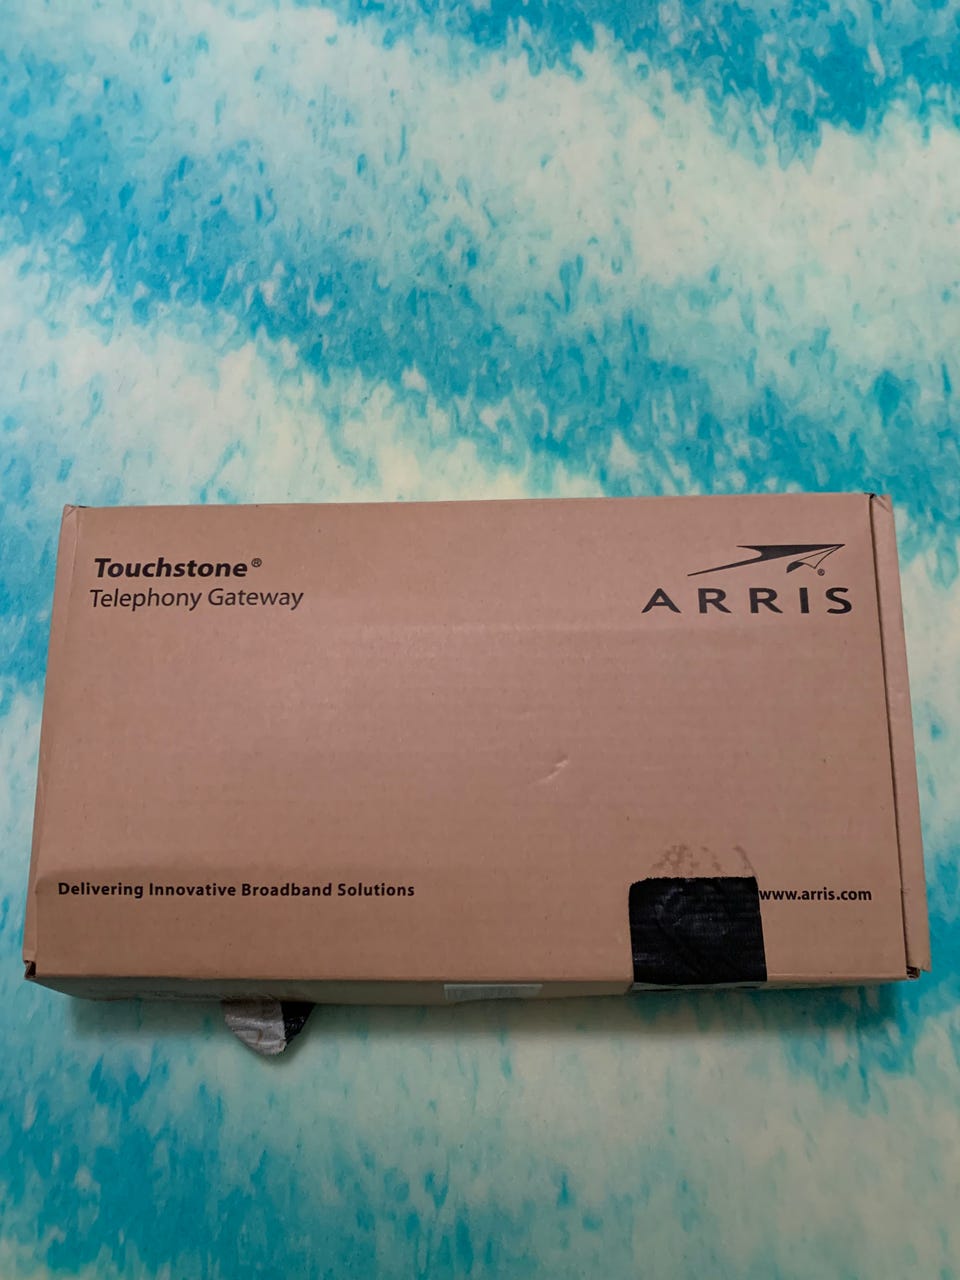 Touchstone®
Telephony Gateway
ARRIS®
Delivering Innovative Broadband Solutions
www.arris.com